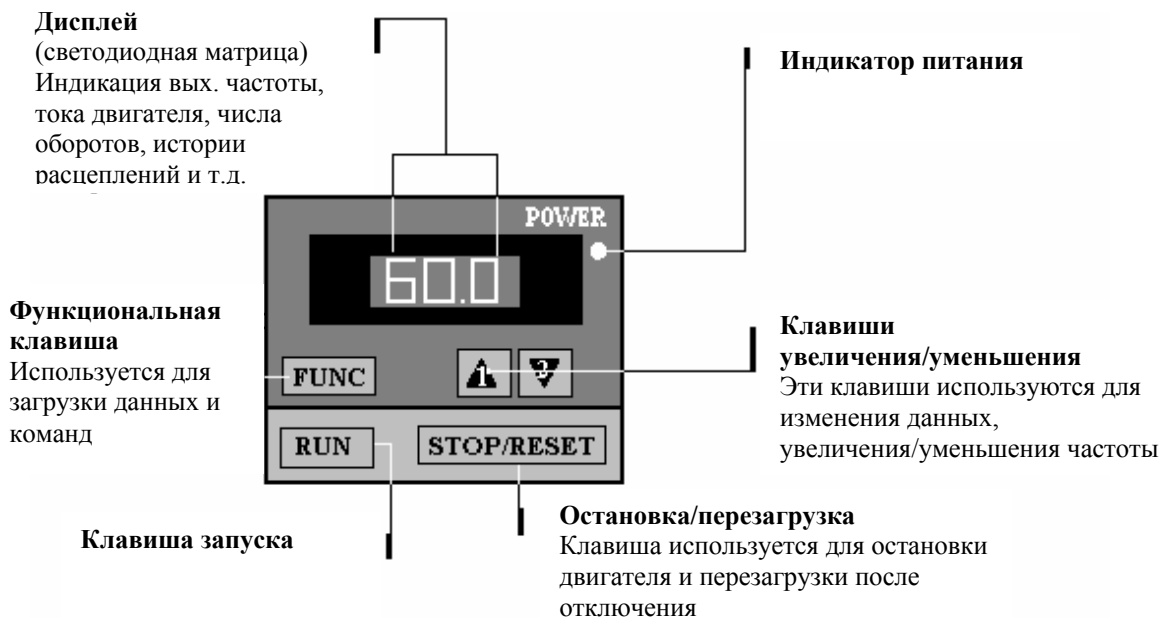 Дисплей
(светодиодная матрица)
Индикация вых. частоты,
тока двигателя, числа
оборотов, истории
расцеплений и т.д.
Индикатор питания
POWER
60.0
Функциональная
клавиша
Используется для
загрузки данных и
команд
FUNC
1
2
Клавиши
увеличения/уменьшения
Эти клавиши используются для
изменения данных,
увеличения/уменьшения частоты
RUN
STOP/RESET
Клавиша запуска
Остановка/перезагрузка
Клавиша используется для остановки
двигателя и перезагрузки после
отключения